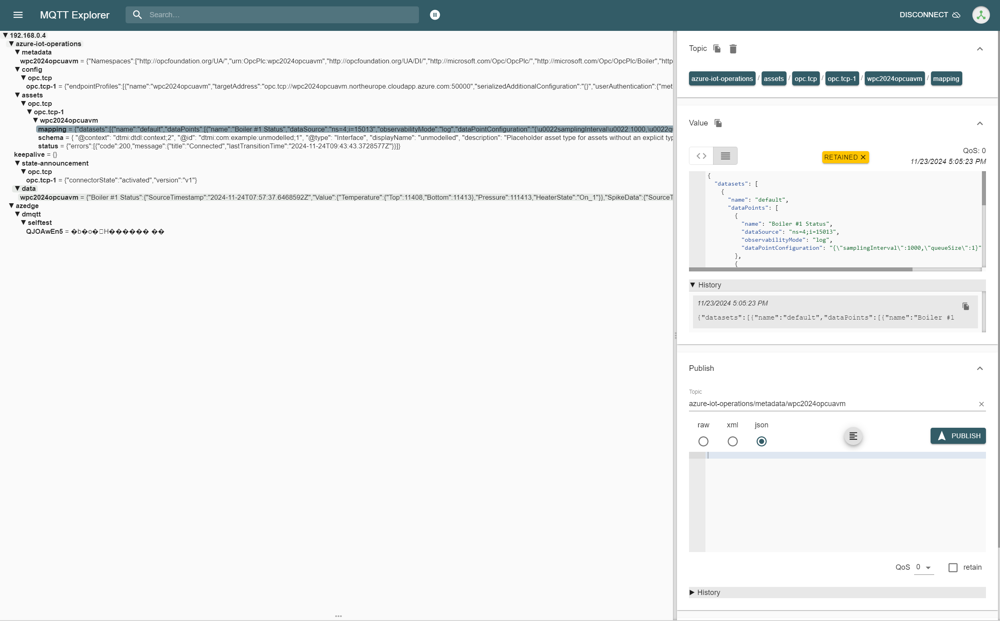 MQTT Explorer
Search...
DISCONNECT
▼ 192.168.0.4
▼ azure-iot-operations
▼ metadata
wpc2024opcuavm = {"Namespaces":["http://opcfoundation.org/UA/","urn:OpcPlc:wpc2024opcuavm","http://opcfoundation.org/UA/DI/","http://microsoft.com/Opc/OpcPlc/","http://microsoft.com/Opc/OpcPlc/Boiler","http
▼ config
▼ opc.tcp
opc.tcp-1 = {"endpointProfiles":[{"name":"wpc2024opcuavm","targetAddress":"opc.tcp://wpc2024opcuavm.northeurope.cloudapp.azure.com:50000","serializedAdditionalConfiguration":"{}","userAuthentication":{"met
▼ assets
▼ opc.tcp
▼ opc.tcp-1
▼ wpc2024opcuavm
mapping = {"datasets":[{"name":"default","dataPoints":[{"name":"Boiler #1 Status","dataSource":"ns=4;i=15013","observabilityMode":"log","dataPointConfiguration":"{\u0022samplingInterval\u0022:1000,\u0022qu
schema = { "@context": "dtmi:dtdl:context;2", "@id": "dtmi:com:example:unmodelled;1", "@type": "Interface", "displayName": "unmodelled", "description": "Placeholder asset type for assets without an explicit typ
status = {"errors":[{"code":200,"message":{"title":"Connected","lastTransitionTime":"2024-11-24T09:43:43.3728577Z"}}]}
keepalive = {}
▼ state-announcement
▼ opc.tcp
opc.tcp-1 = {"connectorState":"activated","version":"v1"}
▼ data
wpc2024opcuavm = {"Boiler #1 Status":{"SourceTimestamp":"2024-11-24T07:57:37.6468592Z","Value":{"Temperature":{"Top":11408,"Bottom":11413},"Pressure":111413,"HeaterState":"On_1"}},"SpikeData":{"SourceT
▼ azedge
▼ dmqtt
▼ selftest
QJOAwEn5 = �b�o�□H������ ��
Topic
azure-iot-operations / assets / opc.tcp / opc.tcp-1 / wpc2024opcuavm / mapping
Value
QoS: 0
RETAINED
11/23/2024 5:05:23 PM
{
"datasets": [
{
"name": "default",
"dataPoints": [
{
"name": "Boiler #1 Status",
"dataSource": "ns=4;i=15013",
"observabilityMode": "log",
"dataPointConfiguration": "{\"samplingInterval\":1000,\"queueSize\":1}"
},
{
▼ History
11/23/2024 5:05:23 PM
{"datasets":[{"name":"default","dataPoints":[{"name":"Boiler #1
Publish
Topic
azure-iot-operations/metadata/wpc2024opcuavm
raw xml json
PUBLISH
QoS 0 retain
▶ History